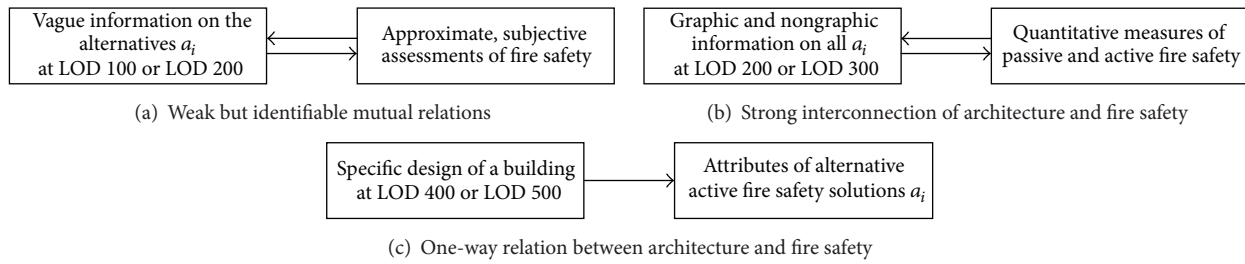 Vague information on the
alternatives aᵢ
at LOD 100 or LOD 200
Approximate, subjective
assessments of fire safety
(a) Weak but identifiable mutual relations
Graphic and nongraphic
information on all aᵢ
at LOD 200 or LOD 300
Quantitative measures of
passive and active fire safety
(b) Strong interconnection of architecture and fire safety
Specific design of a building
at LOD 400 or LOD 500
Attributes of alternative
active fire safety solutions aᵢ
(c) One-way relation between architecture and fire safety